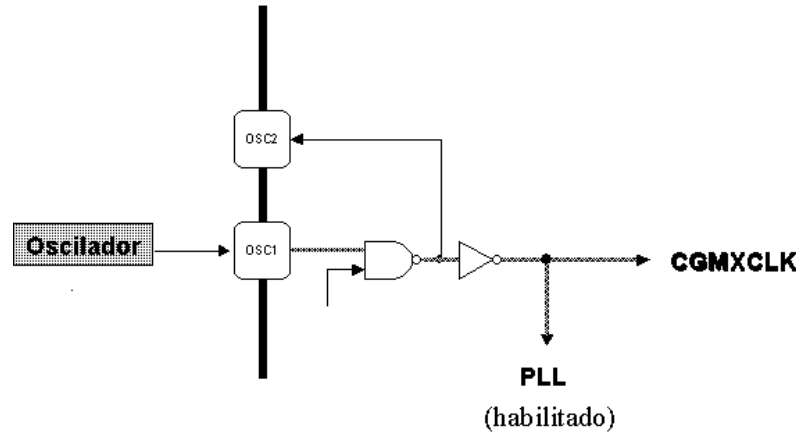 OSC2
Oscilador
OSC1
CGMXCLK
PLL
(habilitado)